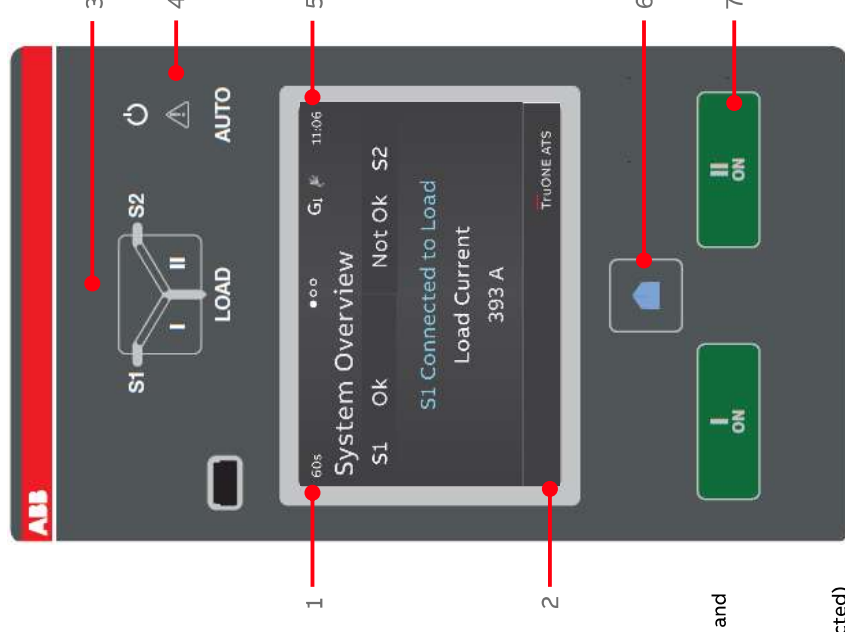 ABB
S1 S2
I II
LOAD
3
4
AUTO
1
60s G↓ 11:06
5
System Overview
S1 Ok Not Ok S2
S1 Connected to Load
Load Current
393 A
TruONE ATS
2
6
I
ON
II
ON
7
and
cted)